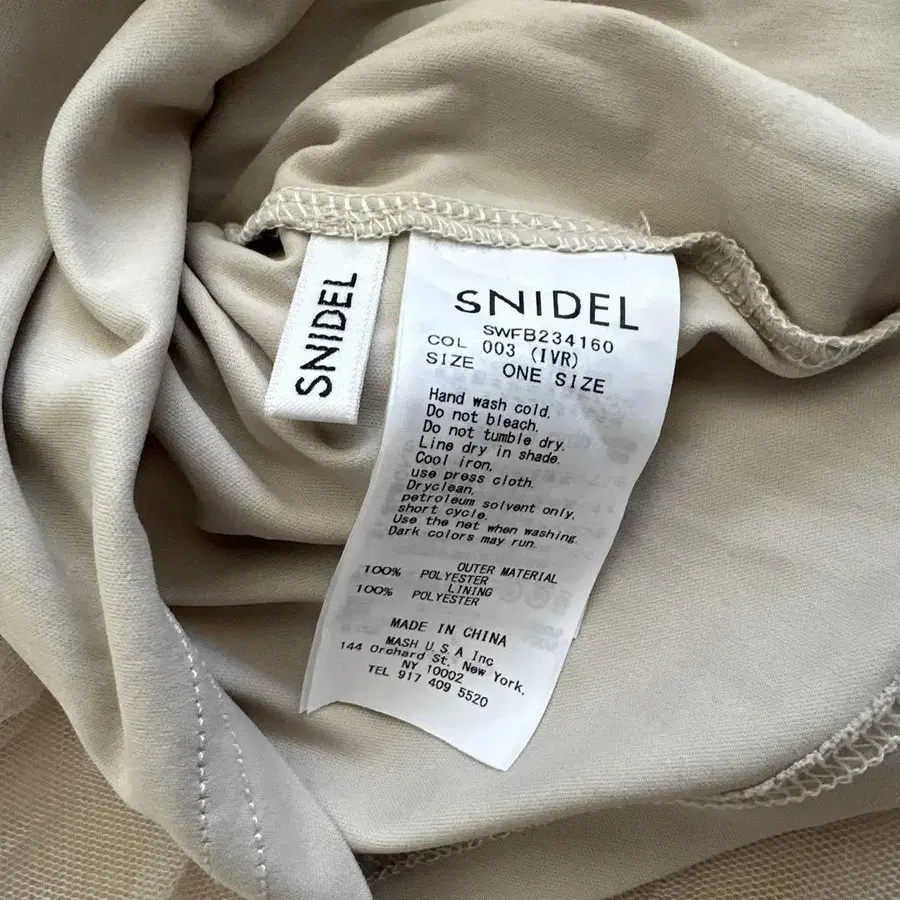 SNIDEL
SNIDEL
SWFB234160
COL 003 (IVR)
SIZE ONE SIZE
Hand wash cold.
Do not bleach.
Do not tumble dry.
Line dry in shade.
Cool iron,
use press cloth.
Dryclean,
petroleum solvent only,
short cycle.
Use the net when washing.
Dark colors may run.
OUTER MATERIAL
100% POLYESTER
LINING
100% POLYESTER
MADE IN CHINA
MASH U.S.A Inc
144 Orchard St. New York,
NY 10002
TEL 917 409 5520